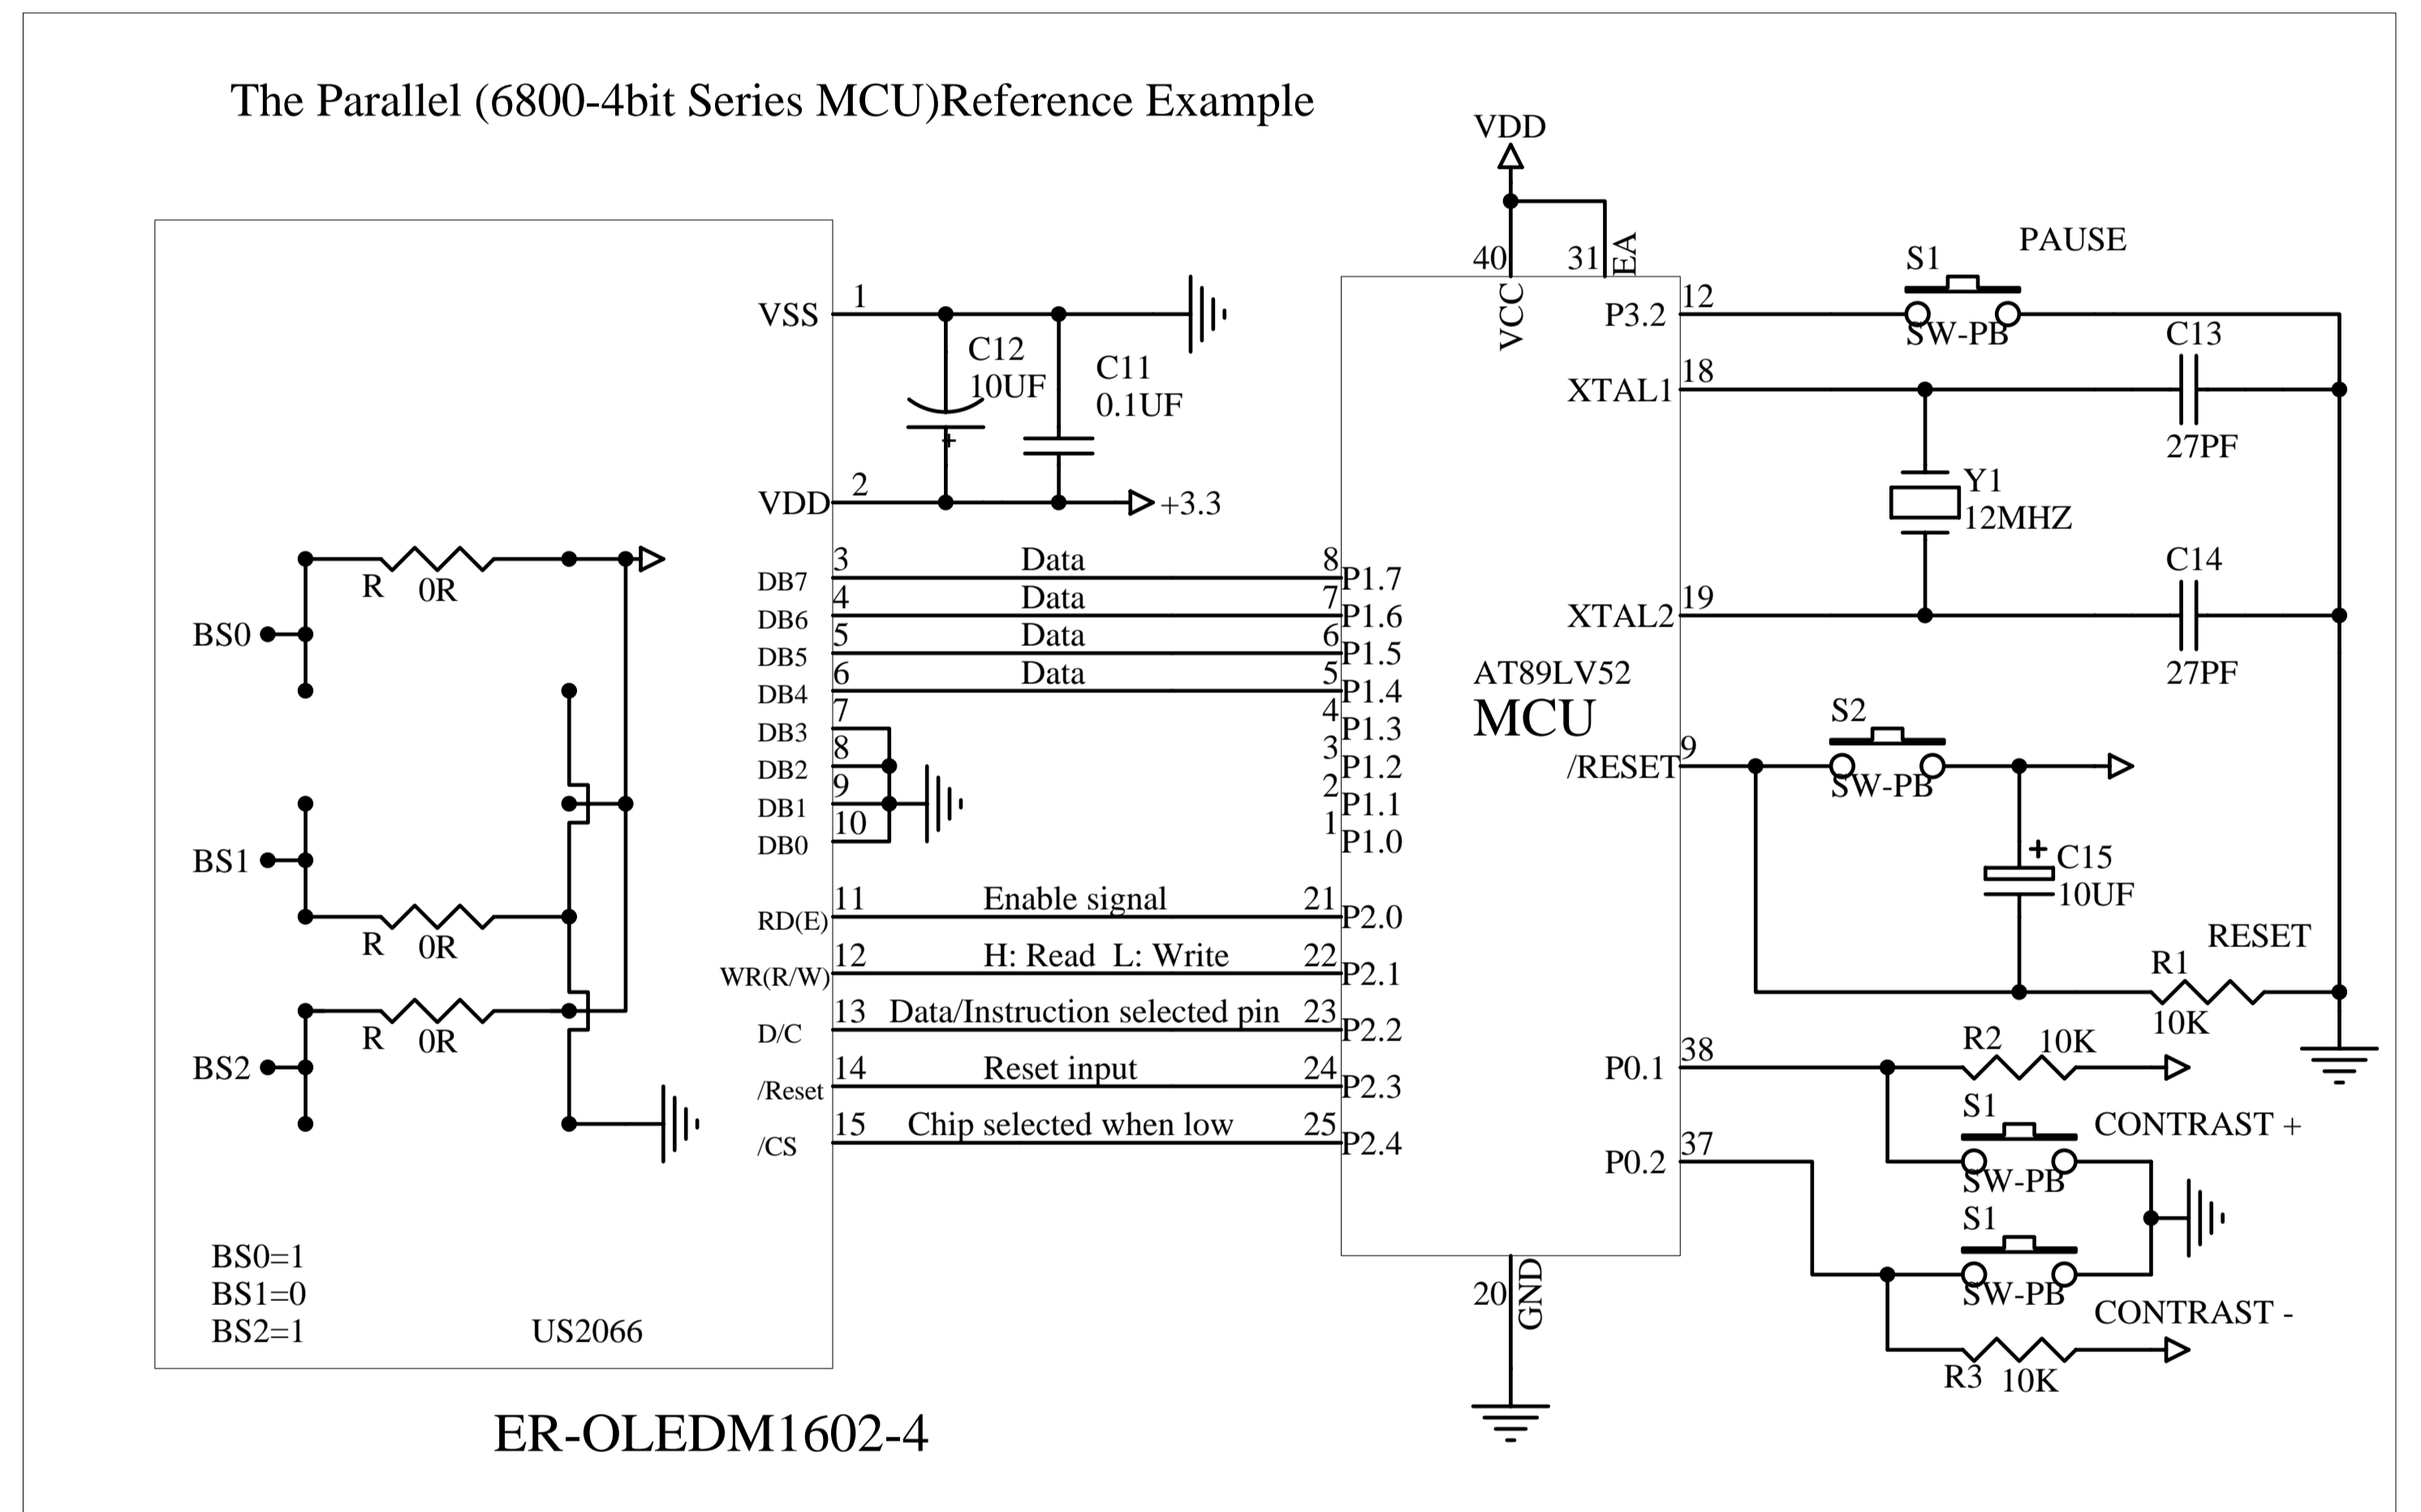 The Parallel (6800-4bit Series MCU)Reference Example
VDD
40
31
EA
VCC
VSS
1
C12
10UF
C11
0.1UF
VDD
2
+3.3
R 0R
BS0
BS1
R 0R
R 0R
BS2
DB7
3
Data
8
P1.7
DB6
4
Data
7
P1.6
DB5
5
Data
6
P1.5
DB4
6
Data
5
P1.4
DB3
7
4
P1.3
DB2
8
3
P1.2
DB1
9
2
P1.1
DB0
10
1
P1.0
RD(E)
11
Enable signal
21
P2.0
WR(R/W)
12
H: Read L: Write
22
P2.1
D/C
13
Data/Instruction selected pin
23
P2.2
/Reset
14
Reset input
24
P2.3
/CS
15
Chip selected when low
25
P2.4
BS0=1
BS1=0
BS2=1
US2066
ER-OLEDM1602-4
AT89LV52
MCU
20
GND
P3.2
12
S1
PAUSE
SW-PB
C13
27PF
XTAL1
18
Y1
12MHZ
C14
27PF
XTAL2
19
/RESET
9
S2
SW-PB
+
C15
10UF
RESET
R1
10K
P0.1
38
R2
10K
S1
CONTRAST +
SW-PB
P0.2
37
S1
SW-PB
CONTRAST -
R3 10K